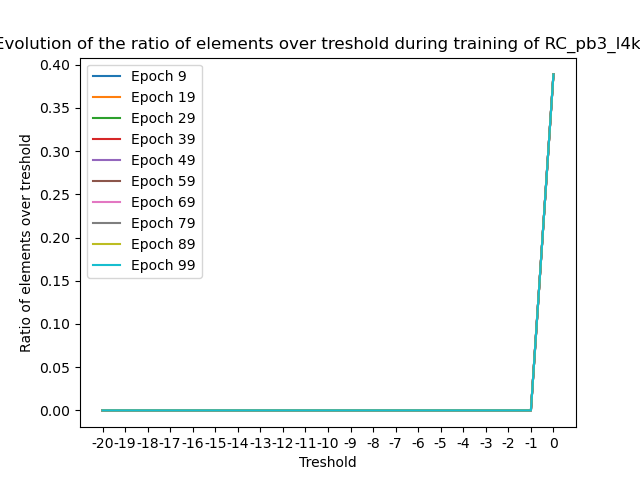 Evolution of the ratio of elements over treshold during training of RC_pb3_l4k
0.40
0.35
0.30
0.25
0.20
0.15
0.10
0.05
0.00
Ratio of elements over treshold
Epoch 9
Epoch 19
Epoch 29
Epoch 39
Epoch 49
Epoch 59
Epoch 69
Epoch 79
Epoch 89
Epoch 99
-20 -19 -18 -17 -16 -15 -14 -13 -12 -11 -10 -9 -8 -7 -6 -5 -4 -3 -2 -1 0
Treshold